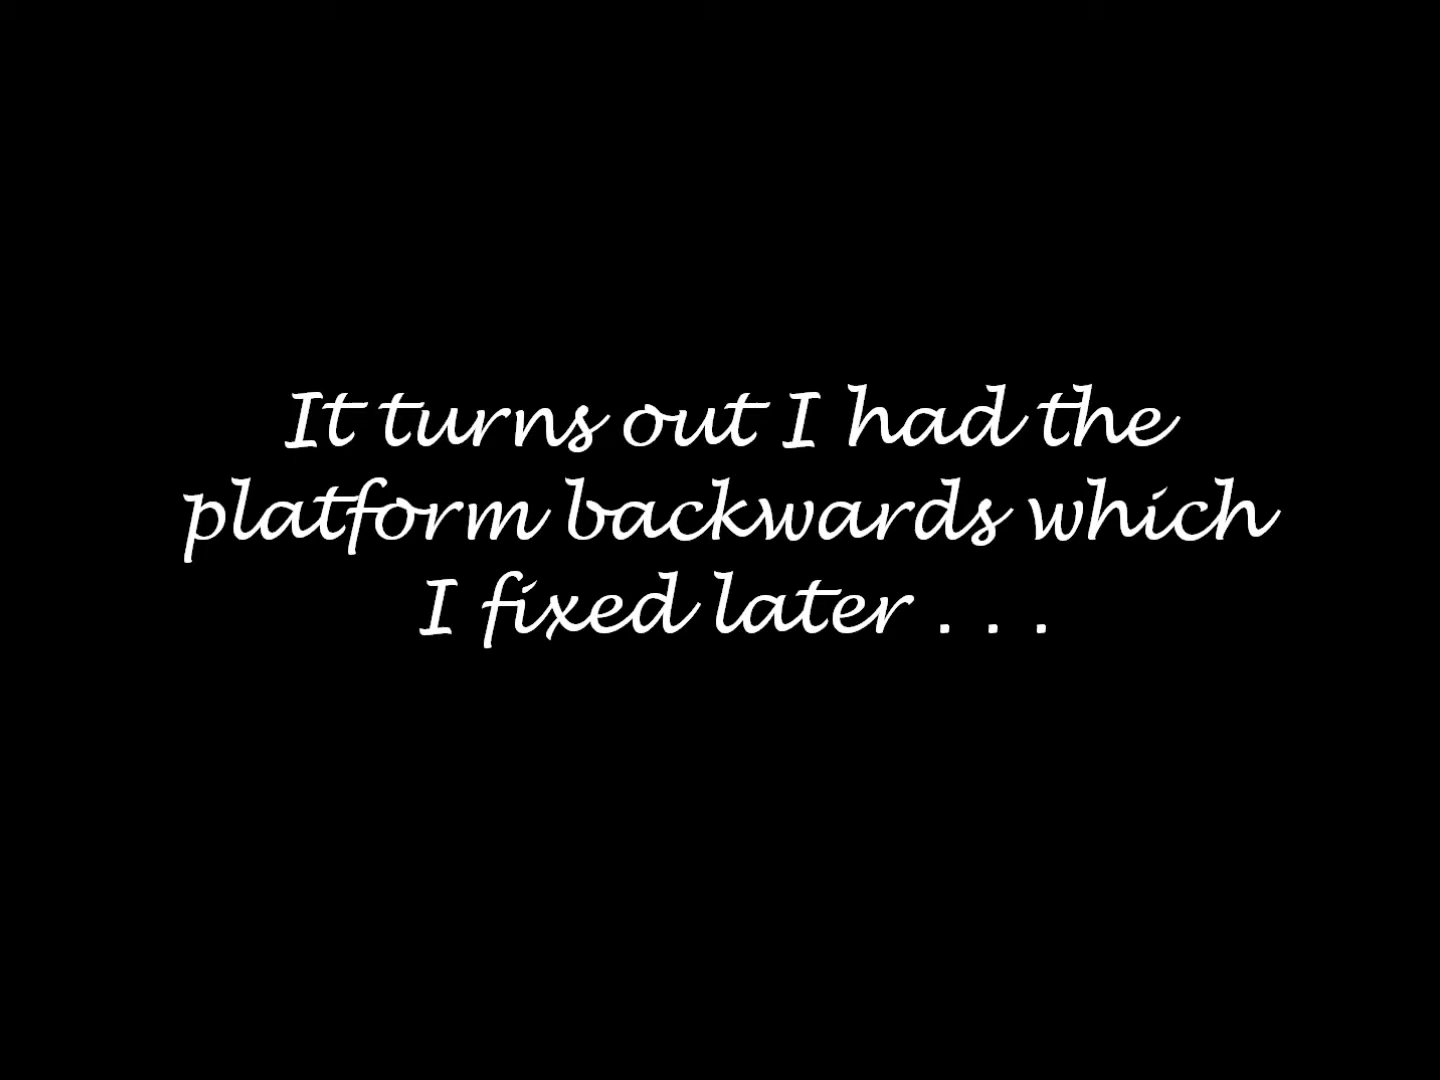 It turns out I had the
platform backwards which
I fixed later . . .